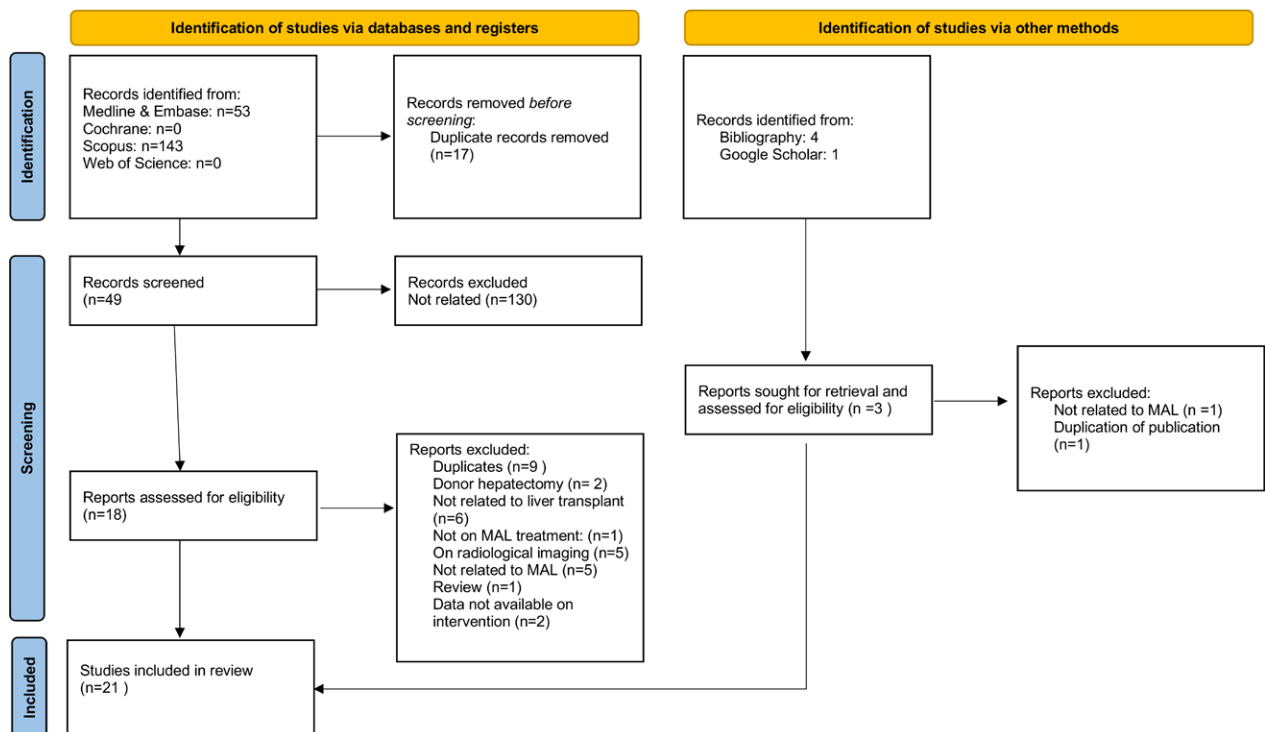 Identification of studies via databases and registers
Identification of studies via other methods
Identification
Records identified from:
Medline & Embase: n=53
Cochrane: n=0
Scopus: n=143
Web of Science: n=0
Records removed before
screening:
Duplicate records removed
(n=17)
Records identified from:
Bibliography: 4
Google Scholar: 1
Screening
Records screened
(n=49)
Records excluded
Not related (n=130)
Reports sought for retrieval and
assessed for eligibility (n =3 )
Reports excluded:
Not related to MAL (n =1)
Duplication of publication
(n=1)
Reports assessed for eligibility
(n=18)
Reports excluded:
Duplicates (n=9 )
Donor hepatectomy (n= 2)
Not related to liver transplant
(n=6)
Not on MAL treatment: (n=1)
On radiological imaging (n=5)
Not related to MAL (n=5)
Review (n=1)
Data not available on
intervention (n=2)
Included
Studies included in review
(n=21 )